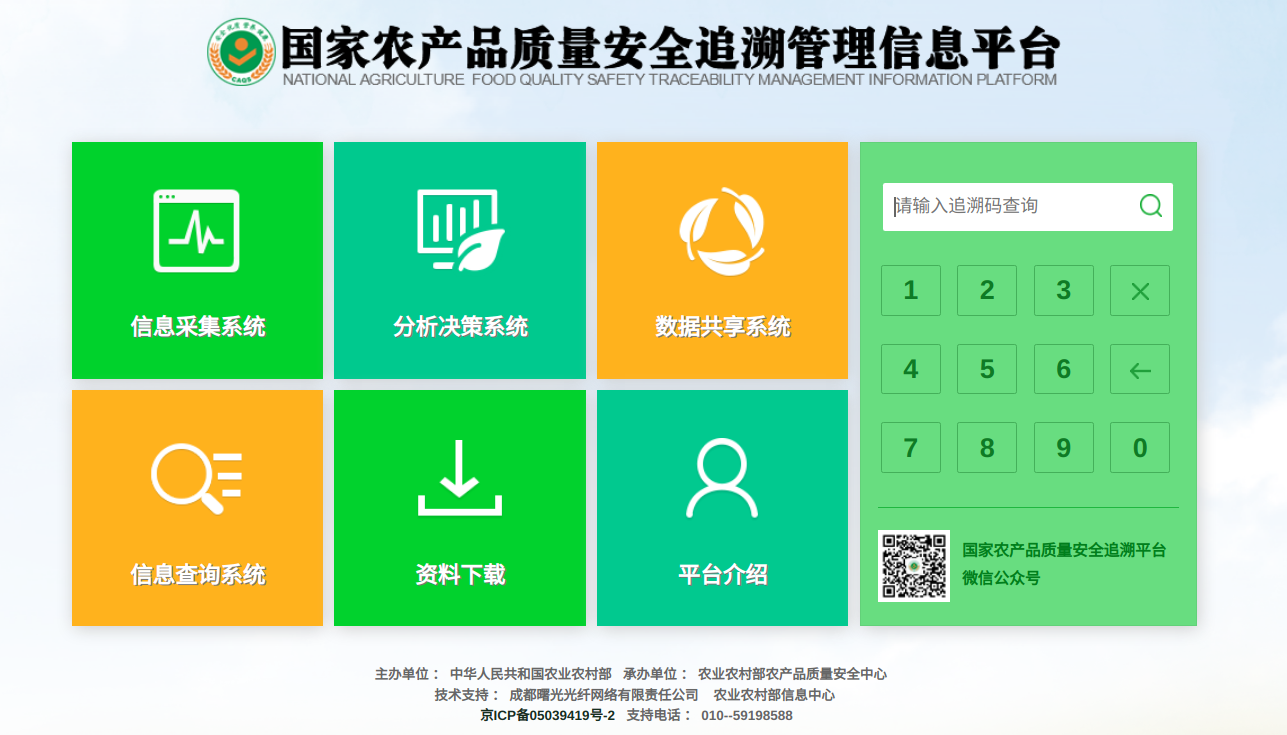 国家农产品质量安全追溯管理信息平台
NATIONAL AGRICULTURE FOOD QUALITY SAFETY TRACEABILITY MANAGEMENT INFORMATION PLATFORM
CAQS
信息采集系统
分析决策系统
数据共享系统
信息查询系统
资料下载
平台介绍
请输入追溯码查询
1 2 3
4 5 6
7 8 9 0
国家农产品质量安全追溯平台
微信公众号
主办单位： 中华人民共和国农业农村部 承办单位： 农业农村部农产品质量安全中心
技术支持： 成都曙光光纤网络有限责任公司 农业农村部信息中心
京ICP备05039419号-2 支持电话： 010--59198588